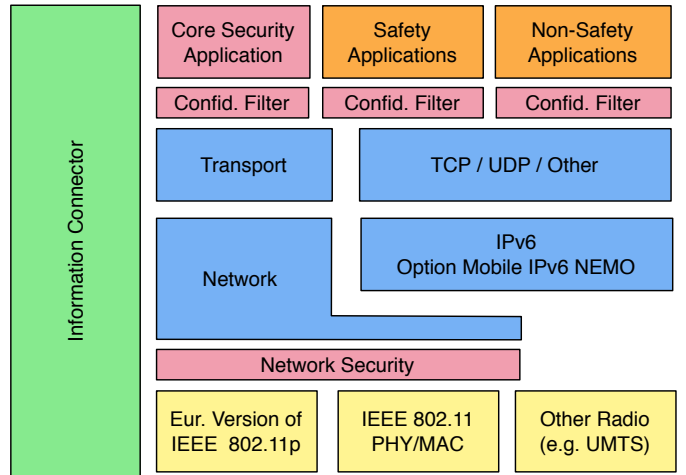 Information Connector
Core Security
Application
Safety
Applications
Non-Safety
Applications
Confid. Filter
Confid. Filter
Confid. Filter
Transport
TCP / UDP / Other
Network
IPv6
Option Mobile IPv6 NEMO
Network Security
Eur. Version of
IEEE 802.11p
IEEE 802.11
PHY/MAC
Other Radio
(e.g. UMTS)